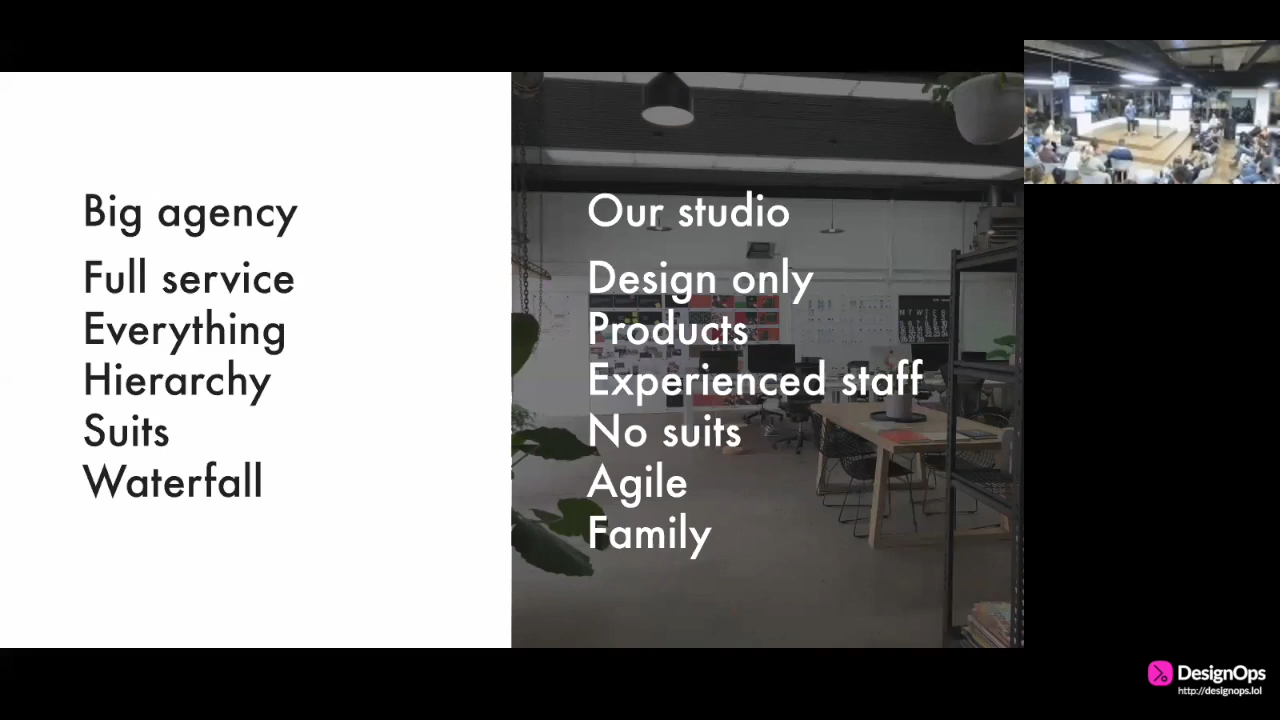 Big agency
Full service
Everything
Hierarchy
Suits
Waterfall
Our studio
Design only
Products
Experienced staff
No suits
Agile
Family
DesignOps
http://designops.lol